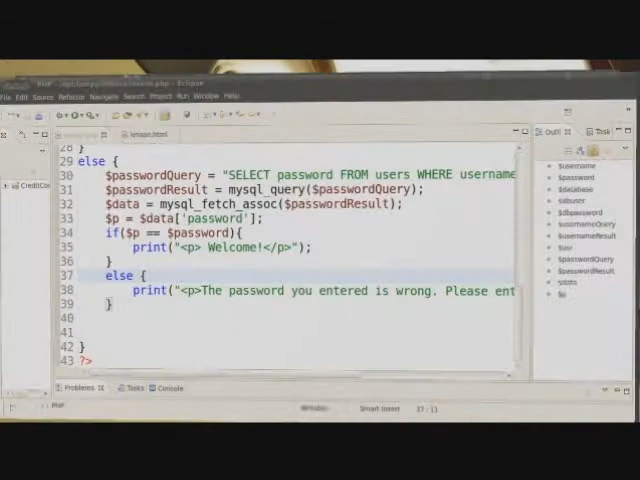 PHP - /opt/lampp/ - Eclipse
File Edit Source Refactor Navigate Search Project Run Window Help
lesson.html
Outl Task
CreditCo
28 }
29 else {
30 $passwordQuery = "SELECT password FROM users WHERE username
31 $passwordResult = mysql_query($passwordQuery);
32 $data = mysql_fetch_assoc($passwordResult);
33 $p = $data['password'];
34 if($p == $password){
35 print("<p> Welcome!</p>");
36 }
37 else {
38 print("<p>The password you entered is wrong. Please ent
39 }
40
41
42 }
43 ?>
$username
$password
$database
$dbuser
$dbpassword
$usernameQuery
$usernameResult
$usr
$passwordQuery
$passwordResult
$data
$p
Problems Tasks Console
PHP Writable Smart Insert 37 : 11